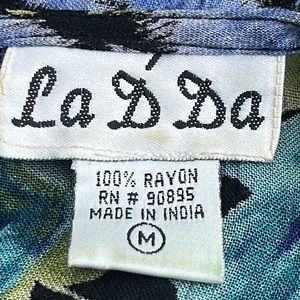 La D'Da
100% RAYON
RN # 90895
MADE IN INDIA
M